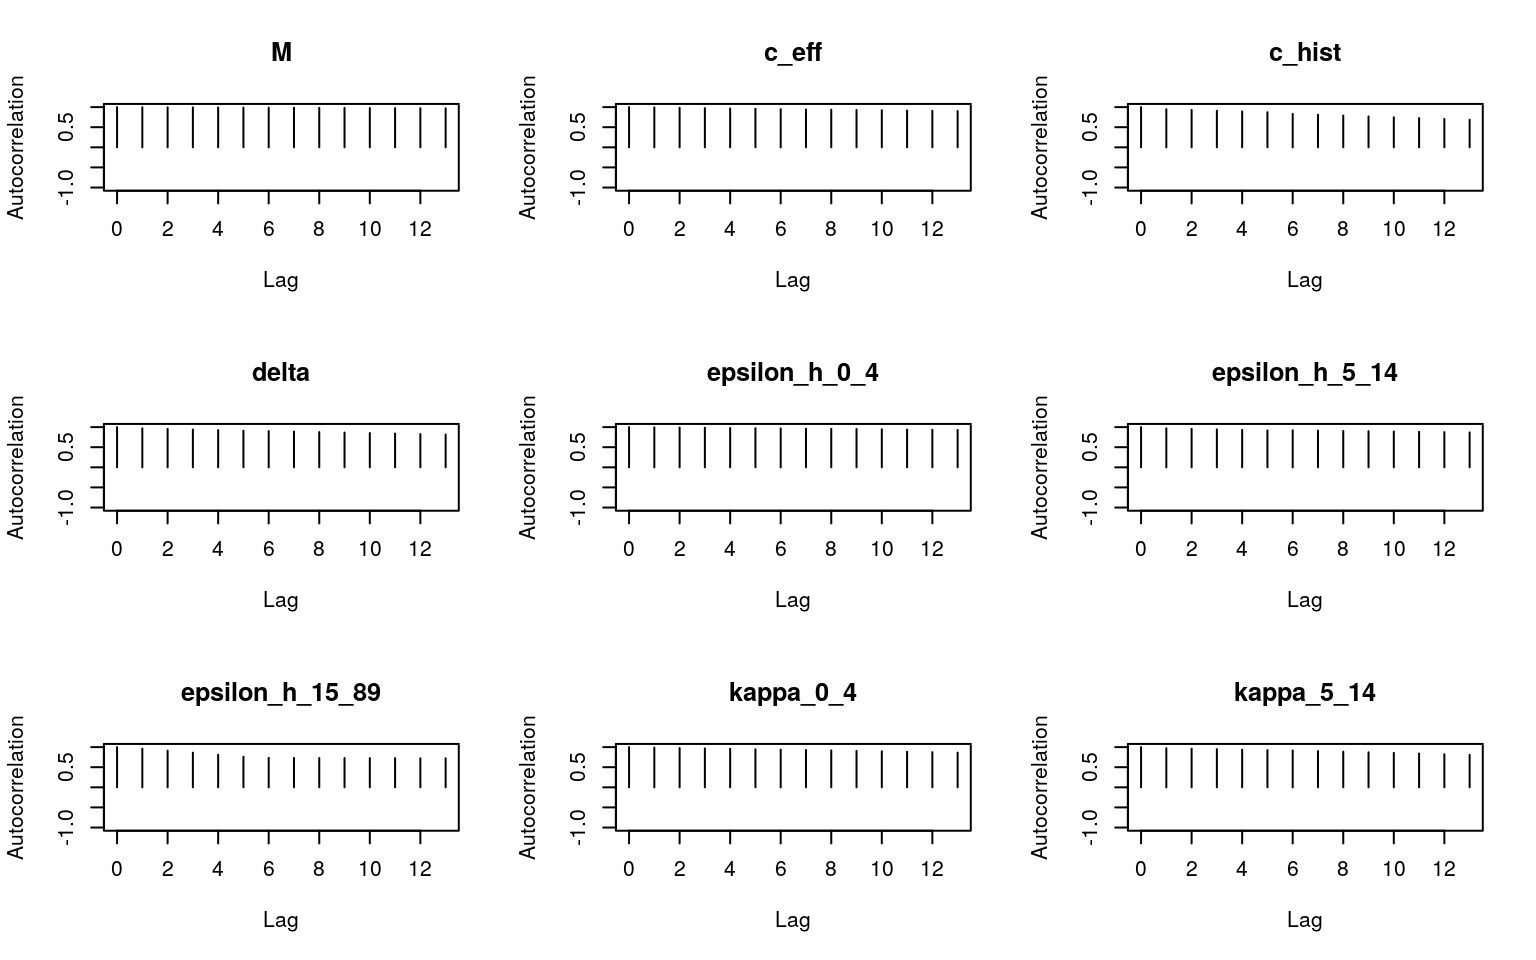 M
Autocorrelation
0.5
-1.0
0 2 4 6 8 10 12
Lag
c_eff
Autocorrelation
0.5
-1.0
0 2 4 6 8 10 12
Lag
c_hist
Autocorrelation
0.5
-1.0
0 2 4 6 8 10 12
Lag
delta
Autocorrelation
0.5
-1.0
0 2 4 6 8 10 12
Lag
epsilon_h_0_4
Autocorrelation
0.5
-1.0
0 2 4 6 8 10 12
Lag
epsilon_h_5_14
Autocorrelation
0.5
-1.0
0 2 4 6 8 10 12
Lag
epsilon_h_15_89
Autocorrelation
0.5
-1.0
0 2 4 6 8 10 12
Lag
kappa_0_4
Autocorrelation
0.5
-1.0
0 2 4 6 8 10 12
Lag
kappa_5_14
Autocorrelation
0.5
-1.0
0 2 4 6 8 10 12
Lag